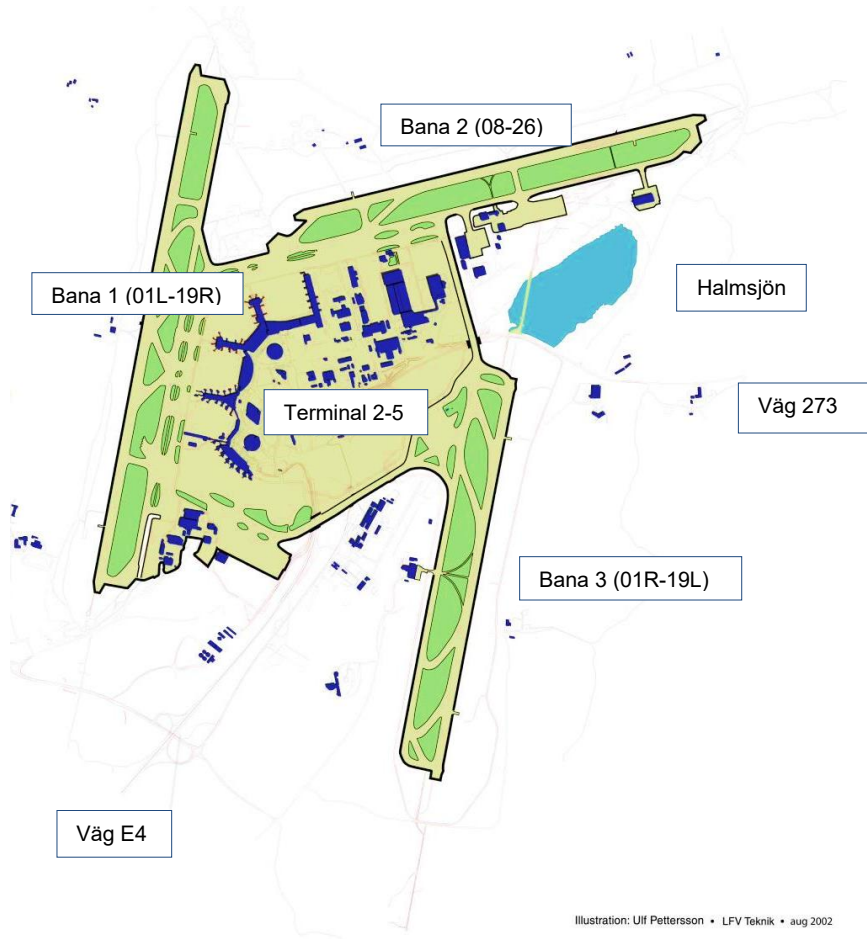 Bana 2 (08-26)
Bana 1 (01L-19R)
Halmsjön
Terminal 2-5
Väg 273
Bana 3 (01R-19L)
Väg E4
Illustration: Ulf Pettersson • LFV Teknik • aug 2002